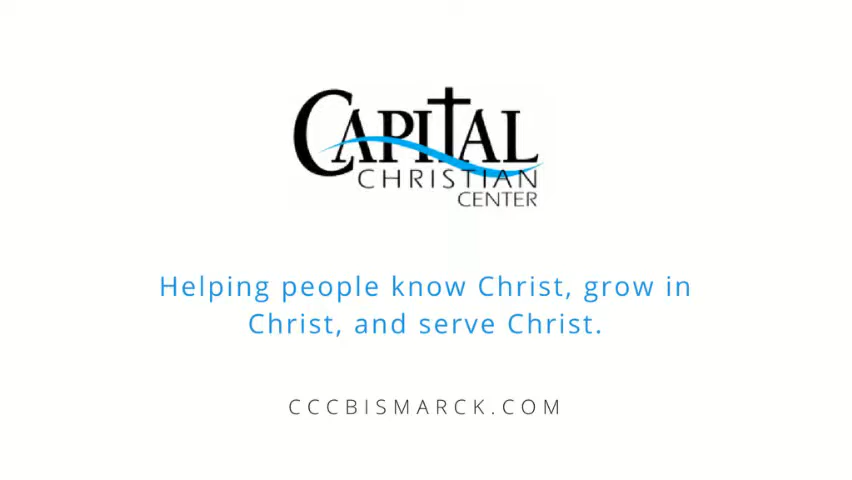 CAPITAL
CHRISTIAN
CENTER
Helping people know Christ, grow in
Christ, and serve Christ.
CCCBISMARCK.COM